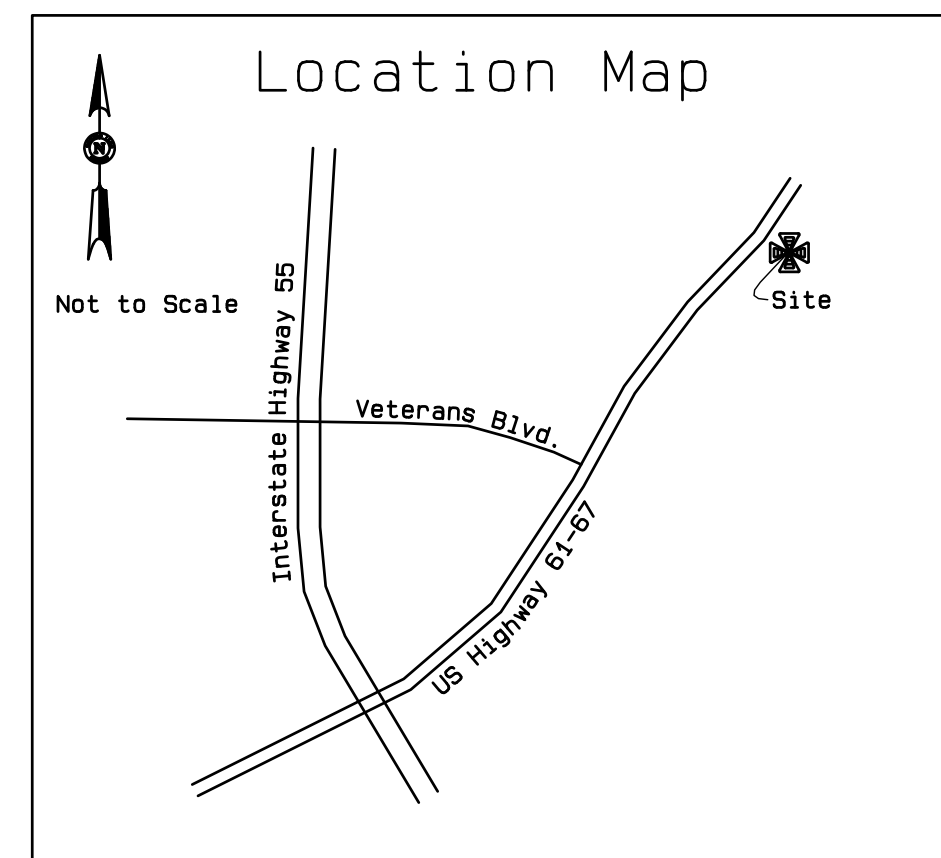 Location Map
N
Not to Scale
Interstate Highway 55
Veterans Blvd.
US Highway 61-67
Site